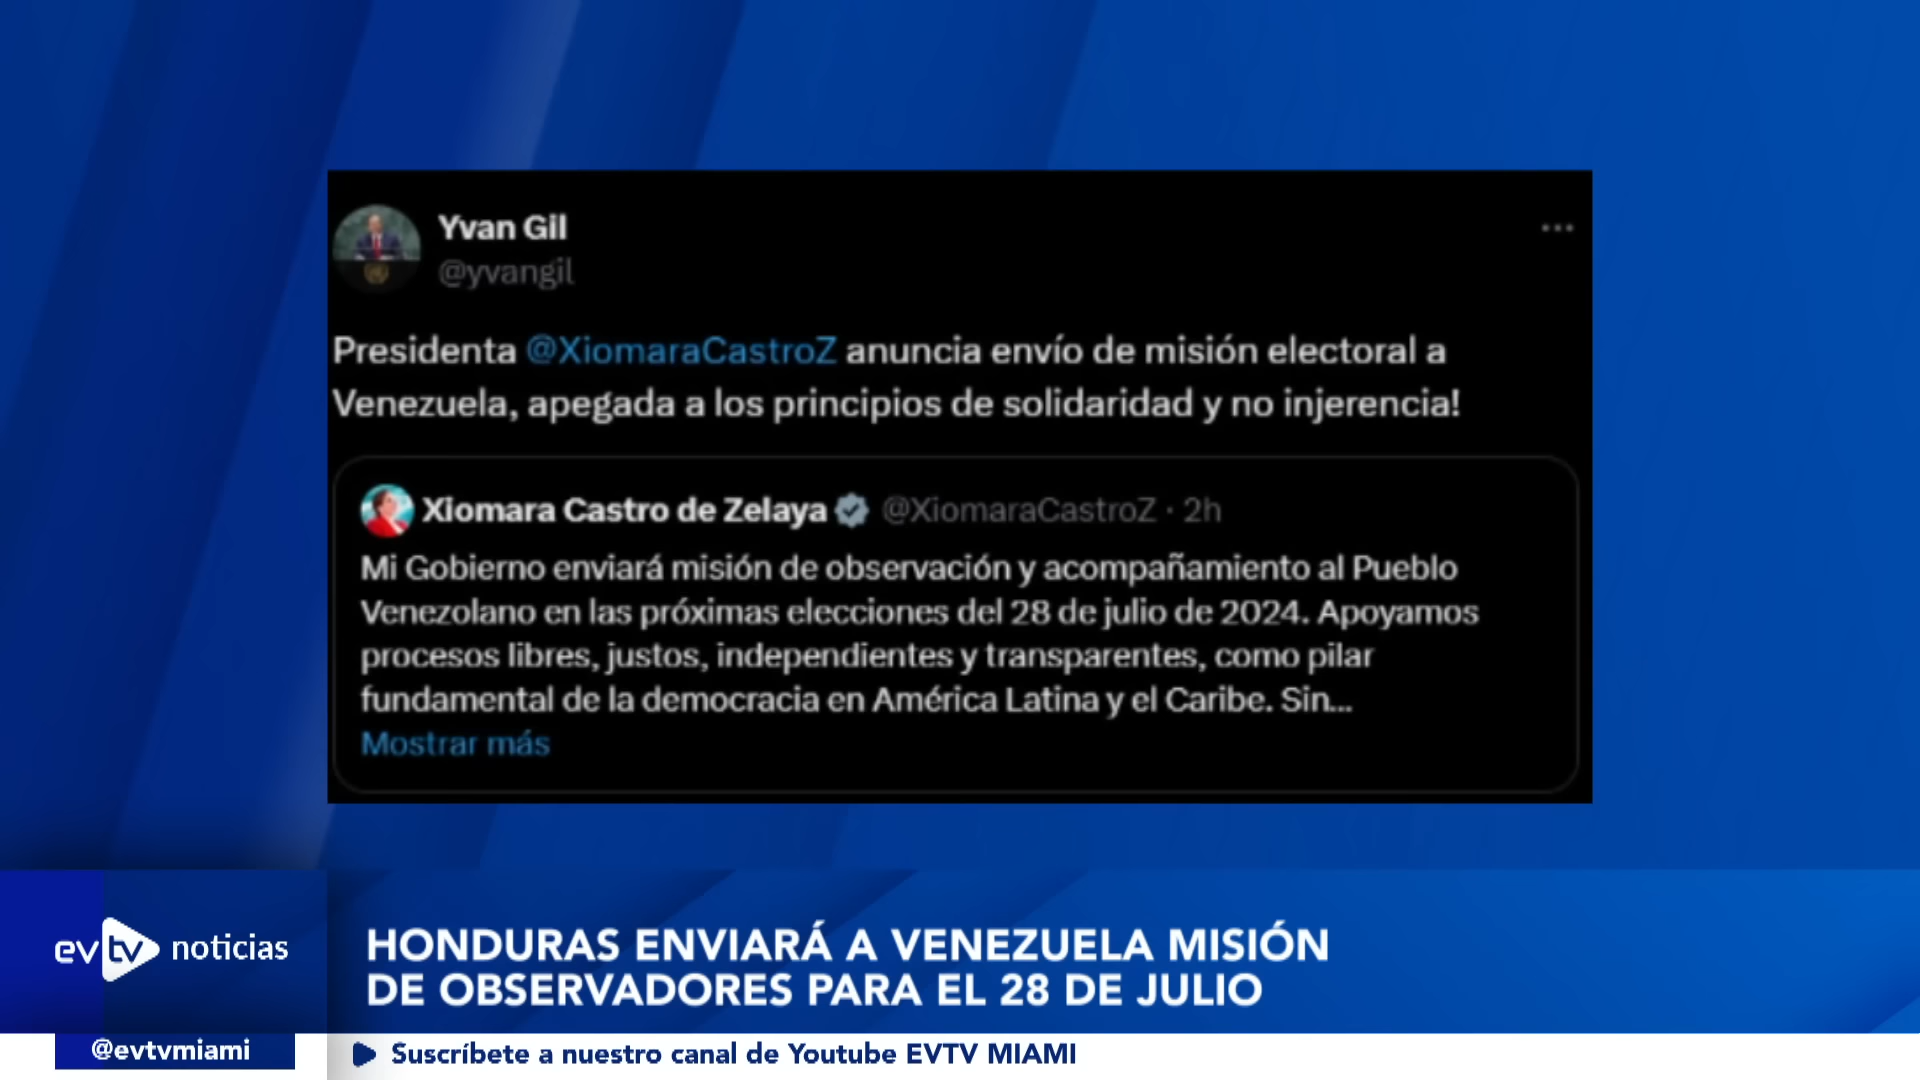 Yvan Gil
@yvangil
Presidenta @XiomaraCastroZ anuncia envío de misión electoral a
Venezuela, apegada a los principios de solidaridad y no injerencia!
Xiomara Castro de Zelaya @XiomaraCastroZ · 2h
Mi Gobierno enviará misión de observación y acompañamiento al Pueblo
Venezolano en las próximas elecciones del 28 de julio de 2024. Apoyamos
procesos libres, justos, independientes y transparentes, como pilar
fundamental de la democracia en América Latina y el Caribe. Sin...
Mostrar más
evtv noticias
HONDURAS ENVIARÁ A VENEZUELA MISIÓN
DE OBSERVADORES PARA EL 28 DE JULIO
@evtvmiami
Suscríbete a nuestro canal de Youtube EVTV MIAMI